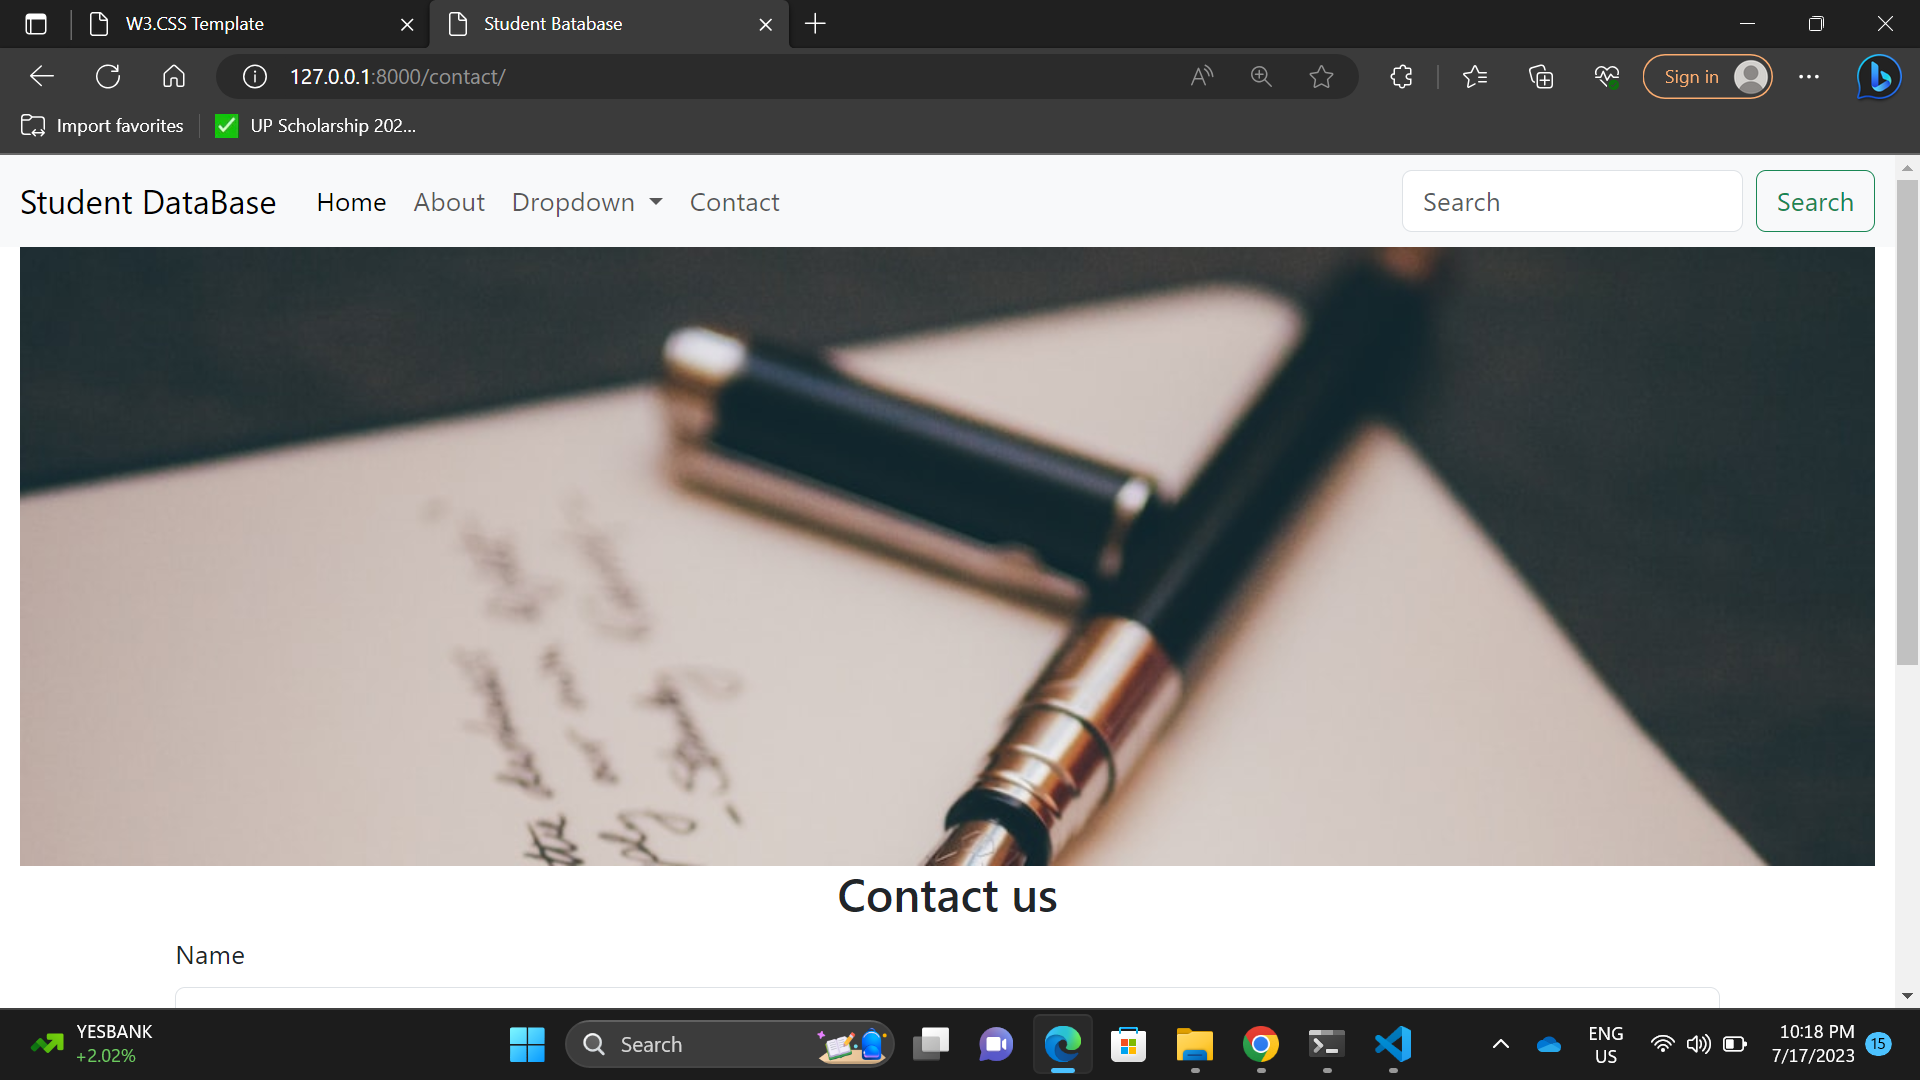 W3.CSS Template
Student Batabase
127.0.0.1:8000/contact/
Sign in
Import favorites
UP Scholarship 202...
Student DataBase
Home
About
Dropdown
Contact
Search
Search
Contact us
Name
YESBANK
+2.02%
Search
ENG
US
10:18 PM
7/17/2023
15